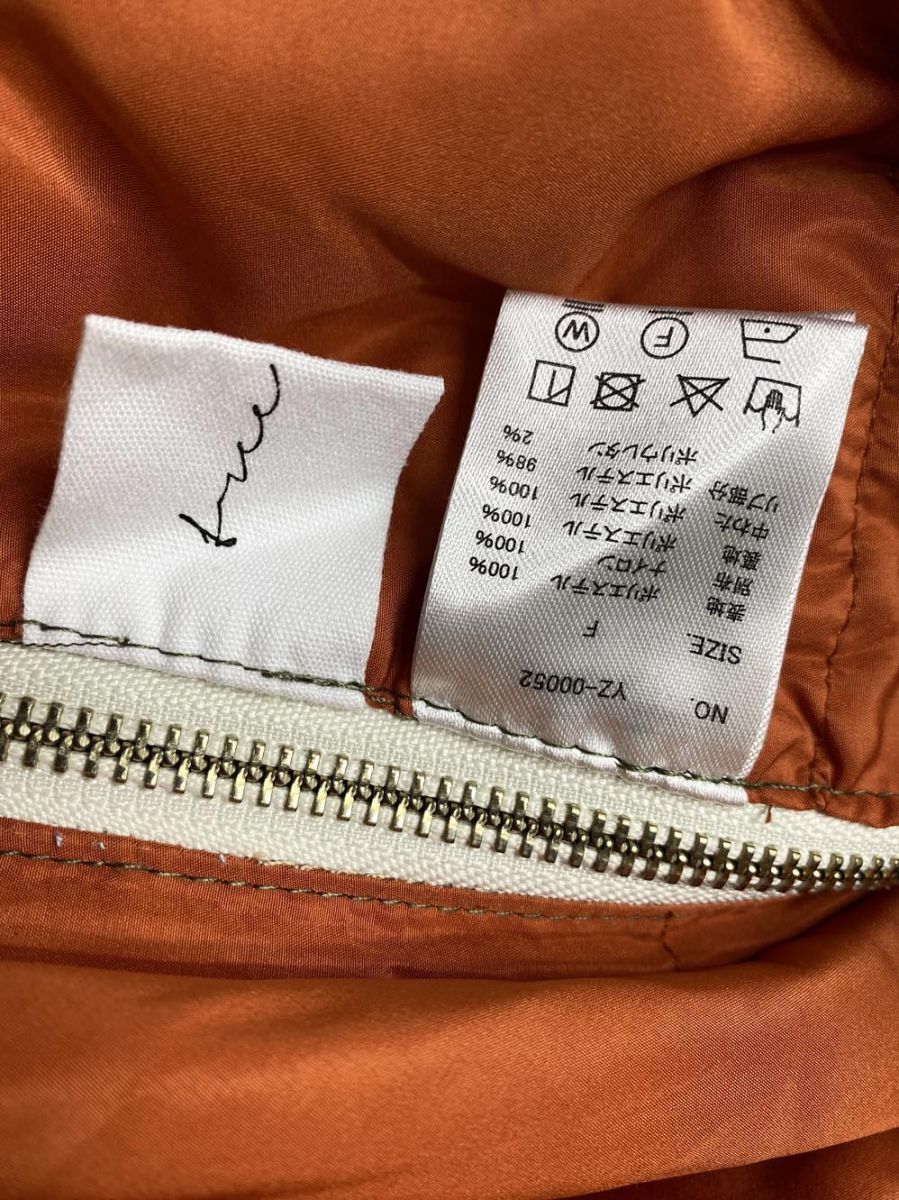 free
NO. YZ-00052
SIZE. F
表地 ポリエステル 100%
別布 ナイロン 100%
裏地 ポリエステル 100%
中わた ポリエステル 100%
リブ部分 ポリエステル 98%
ポリウレタン 2%
F W